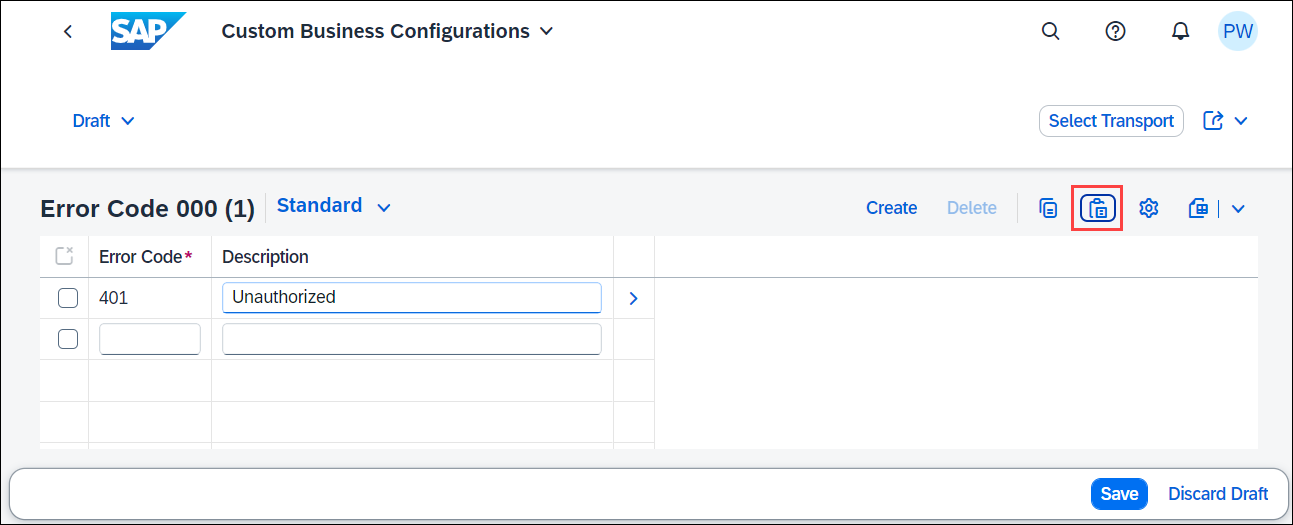 SAP Custom Business Configurations PW
Draft Select Transport
Error Code 000 (1) Standard Create Delete
Error Code* Description
401 Unauthorized
Save Discard Draft